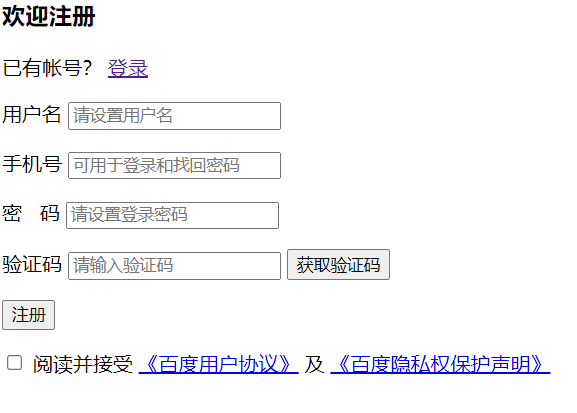 欢迎注册
已有帐号？ 登录
用户名 请设置用户名
手机号 可用于登录和找回密码
密 码 请设置登录密码
验证码 请输入验证码 获取验证码
注册
阅读并接受 《百度用户协议》 及 《百度隐私权保护声明》